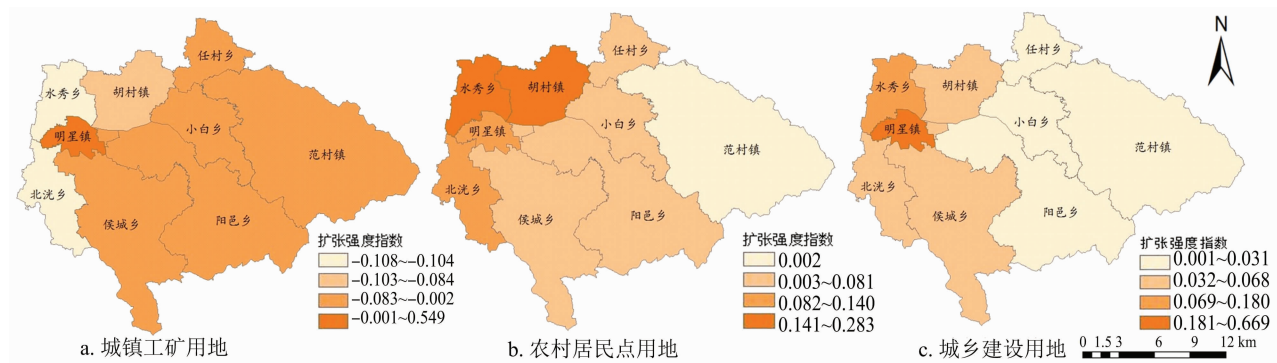 任村乡
水秀乡
胡村镇
明星镇
小白乡
范村镇
北洸乡
侯城乡
阳邑乡
扩张强度指数
-0.108~-0.104
-0.103~-0.084
-0.083~-0.002
-0.001~0.549
a. 城镇工矿用地
任村乡
水秀乡
胡村镇
明星镇
小白乡
范村镇
北洸乡
侯城乡
阳邑乡
扩张强度指数
0.002
0.003~0.081
0.082~0.140
0.141~0.283
b. 农村居民点用地
N
任村乡
水秀乡
胡村镇
明星镇
小白乡
范村镇
北洸乡
侯城乡
阳邑乡
扩张强度指数
0.001~0.031
0.032~0.068
0.069~0.180
0.181~0.669
c. 城乡建设用地
0 1.5 3 6 9 12 km